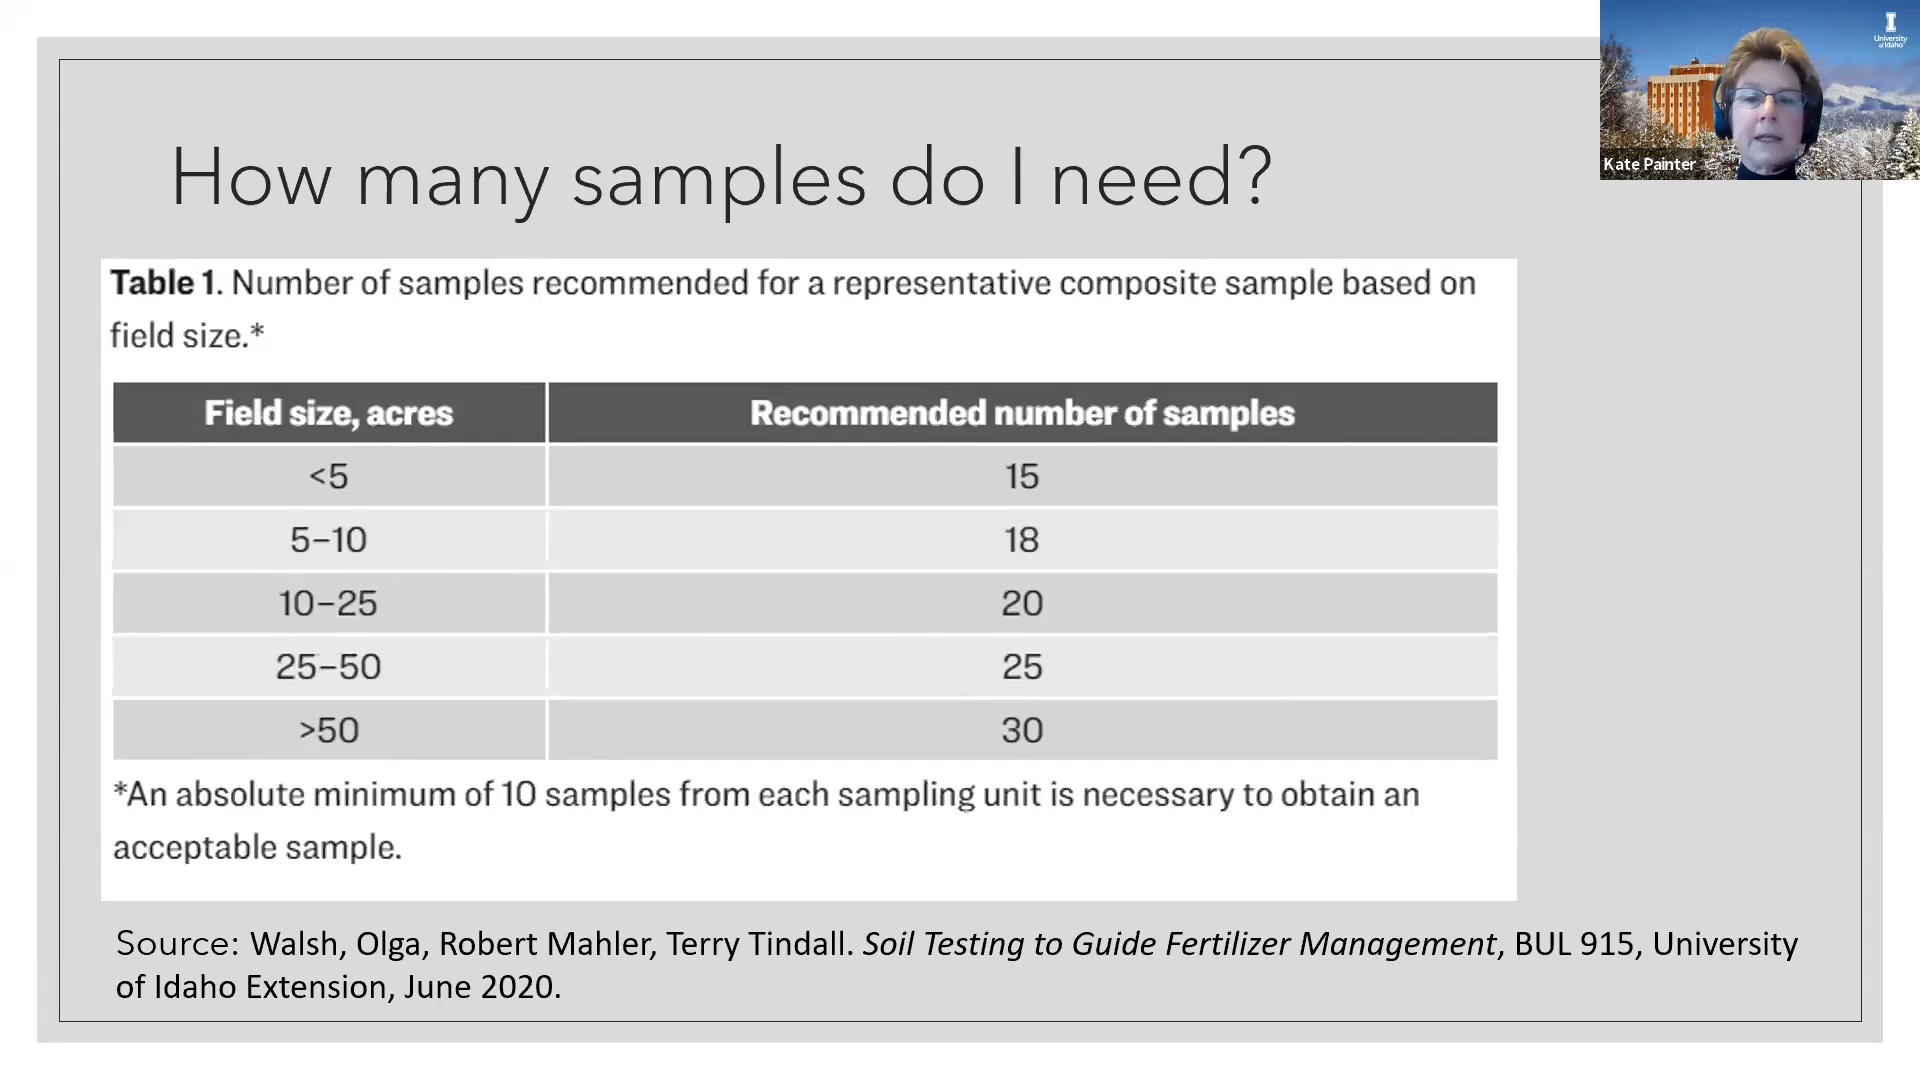 How many samples do I need?
Table 1. Number of samples recommended for a representative composite sample based on
field size.*
Field size, acres Recommended number of samples
<5 15
5–10 18
10–25 20
25–50 25
>50 30
*An absolute minimum of 10 samples from each sampling unit is necessary to obtain an
acceptable sample.
Source: Walsh, Olga, Robert Mahler, Terry Tindall. Soil Testing to Guide Fertilizer Management, BUL 915, University
of Idaho Extension, June 2020.
I
University
of Idaho
Kate Painter